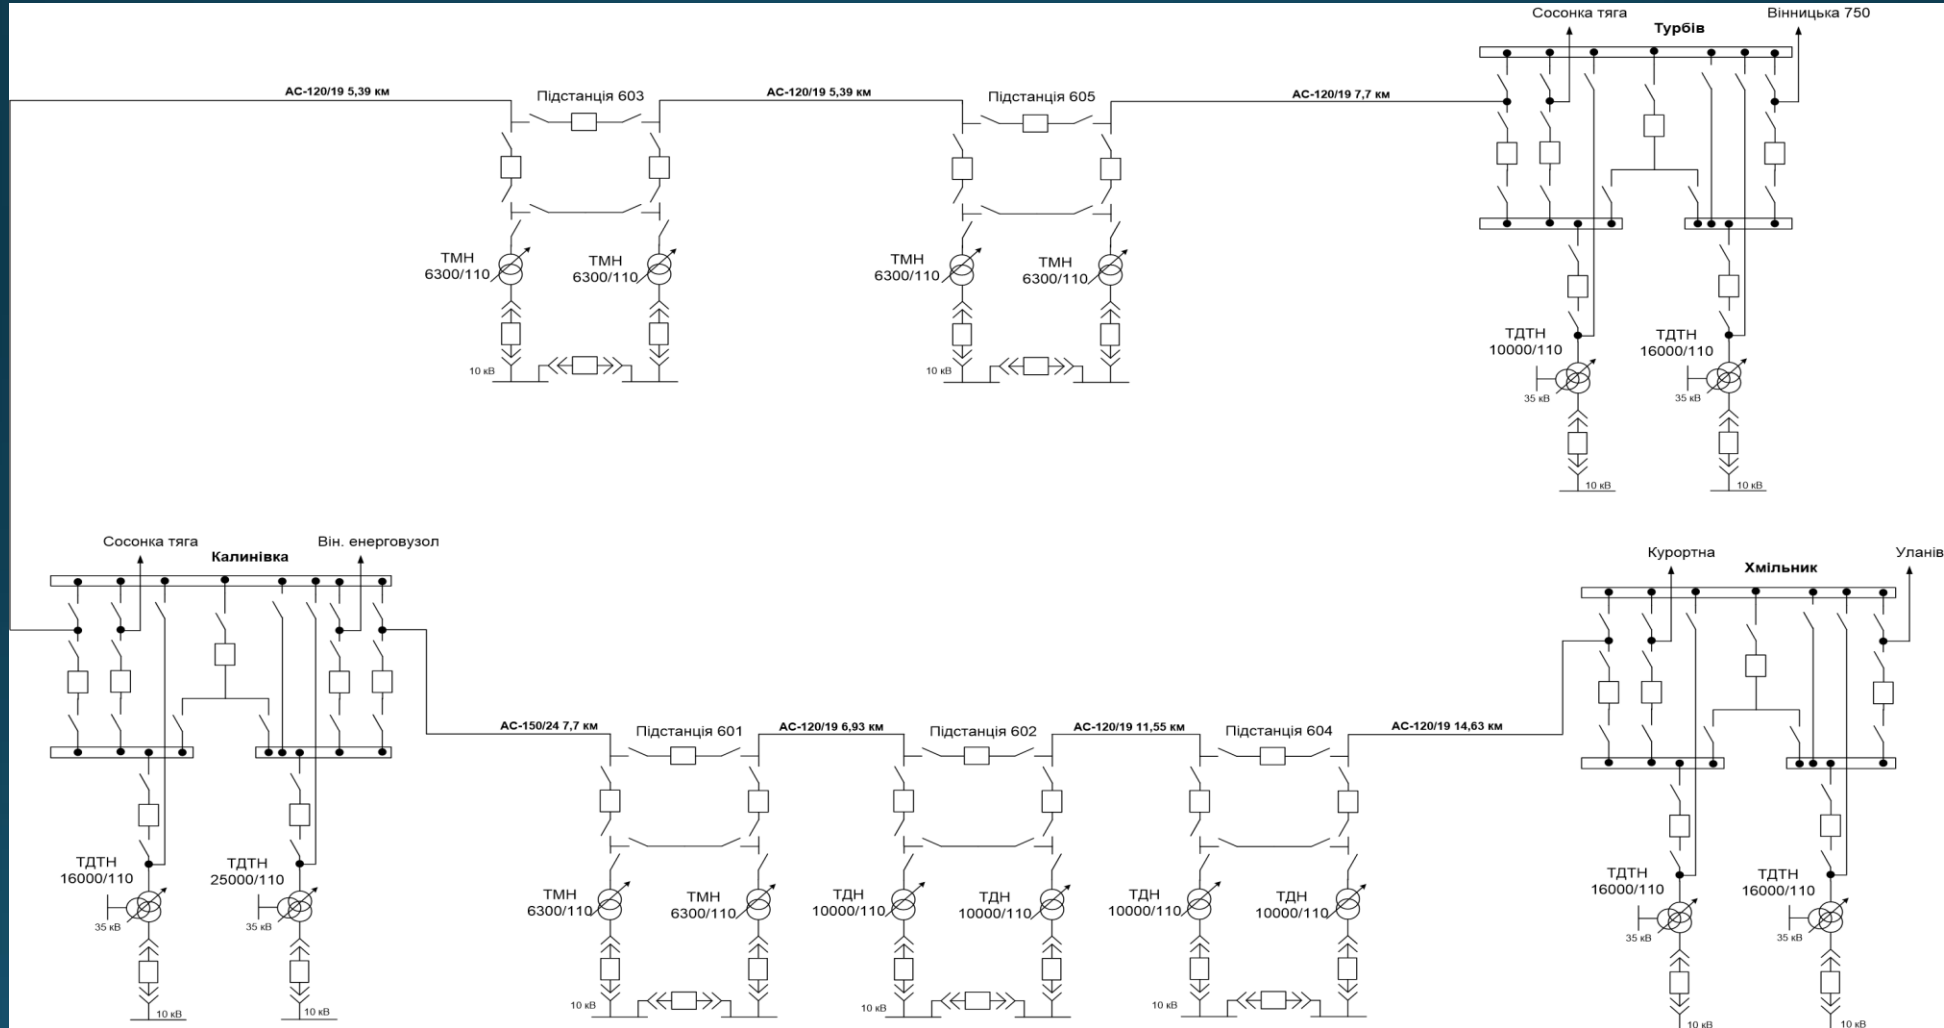 Сосонка тяга
Вінницька 750
Турбів
АС-120/19 5,39 км
Підстанція 603
АС-120/19 5,39 км
Підстанція 605
АС-120/19 7,7 км
ТМН
6300/110
ТМН
6300/110
ТМН
6300/110
ТМН
6300/110
ТДТН
10000/110
ТДТН
16000/110
10 кВ
10 кВ
35 кВ
35 кВ
10 кВ
10 кВ
Сосонка тяга
Він. енерговузол
Калинівка
Курортна
Уланів
Хмільник
АС-150/24 7,7 км
Підстанція 601
АС-120/19 6,93 км
Підстанція 602
АС-120/19 11,55 км
Підстанція 604
АС-120/19 14,63 км
ТДТН
16000/110
ТДТН
25000/110
ТМН
6300/110
ТМН
6300/110
ТДН
10000/110
ТДН
10000/110
ТДН
10000/110
ТДН
10000/110
ТДТН
16000/110
ТДТН
16000/110
35 кВ
35 кВ
35 кВ
35 кВ
10 кВ
10 кВ
10 кВ
10 кВ
10 кВ
10 кВ
10 кВ